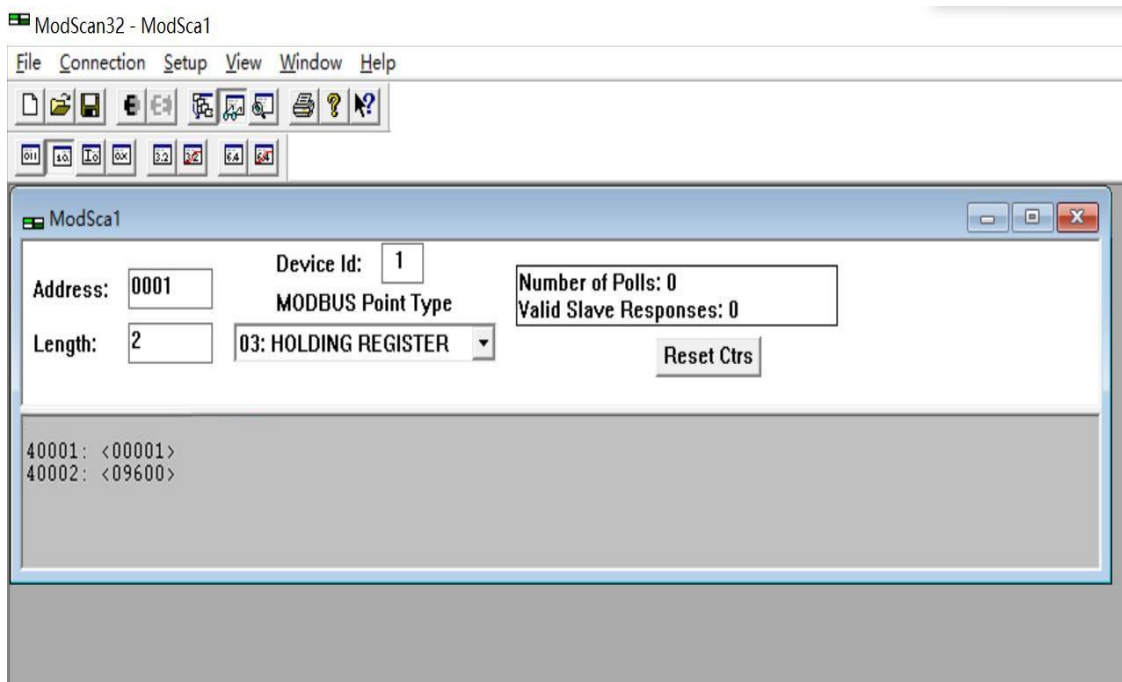 ModScan32 - ModSca1
File Connection Setup View Window Help
ModSca1
Address: 0001
Device Id: 1
MODBUS Point Type
Length: 2
03: HOLDING REGISTER
Number of Polls: 0
Valid Slave Responses: 0
Reset Ctrs
40001: <00001>
40002: <09600>